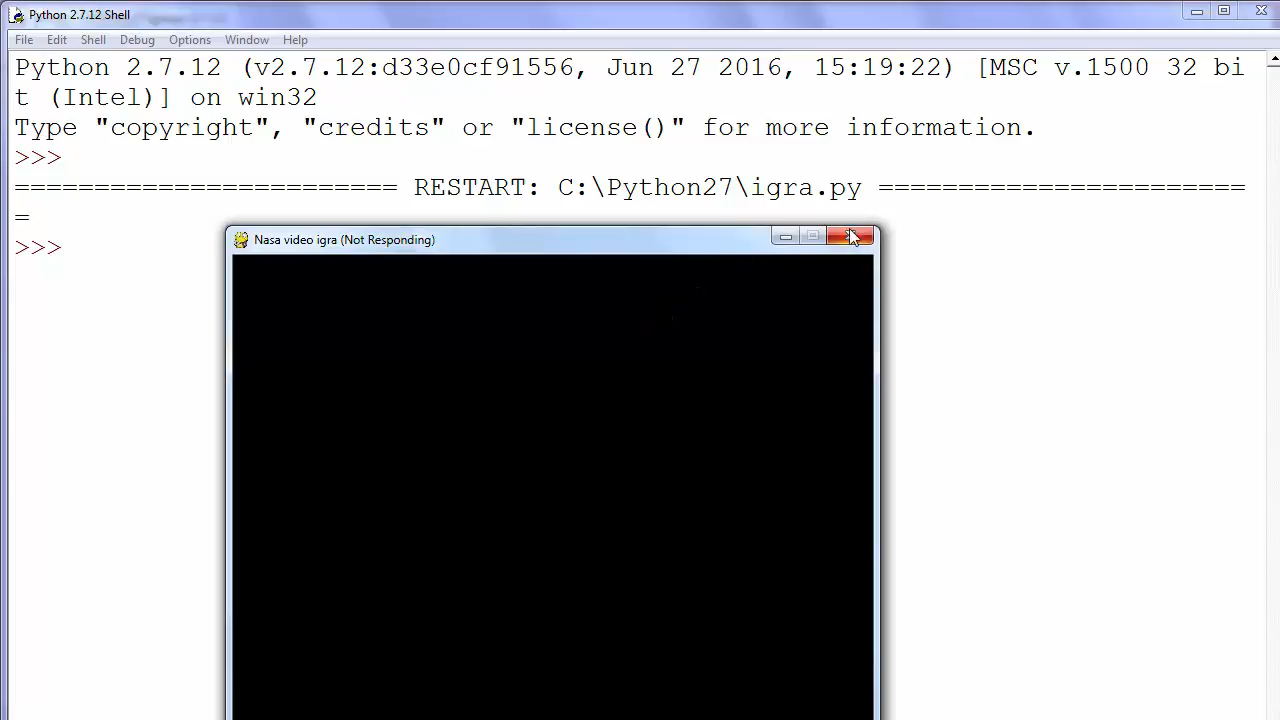 Python 2.7.12 Shell
File Edit Shell Debug Options Window Help
Python 2.7.12 (v2.7.12:d33e0cf91556, Jun 27 2016, 15:19:22) [MSC v.1500 32 bi
t (Intel)] on win32
Type "copyright", "credits" or "license()" for more information.
>>>
======================== RESTART: C:\Python27\igra.py =======================
=
>>>
Nasa video igra (Not Responding)